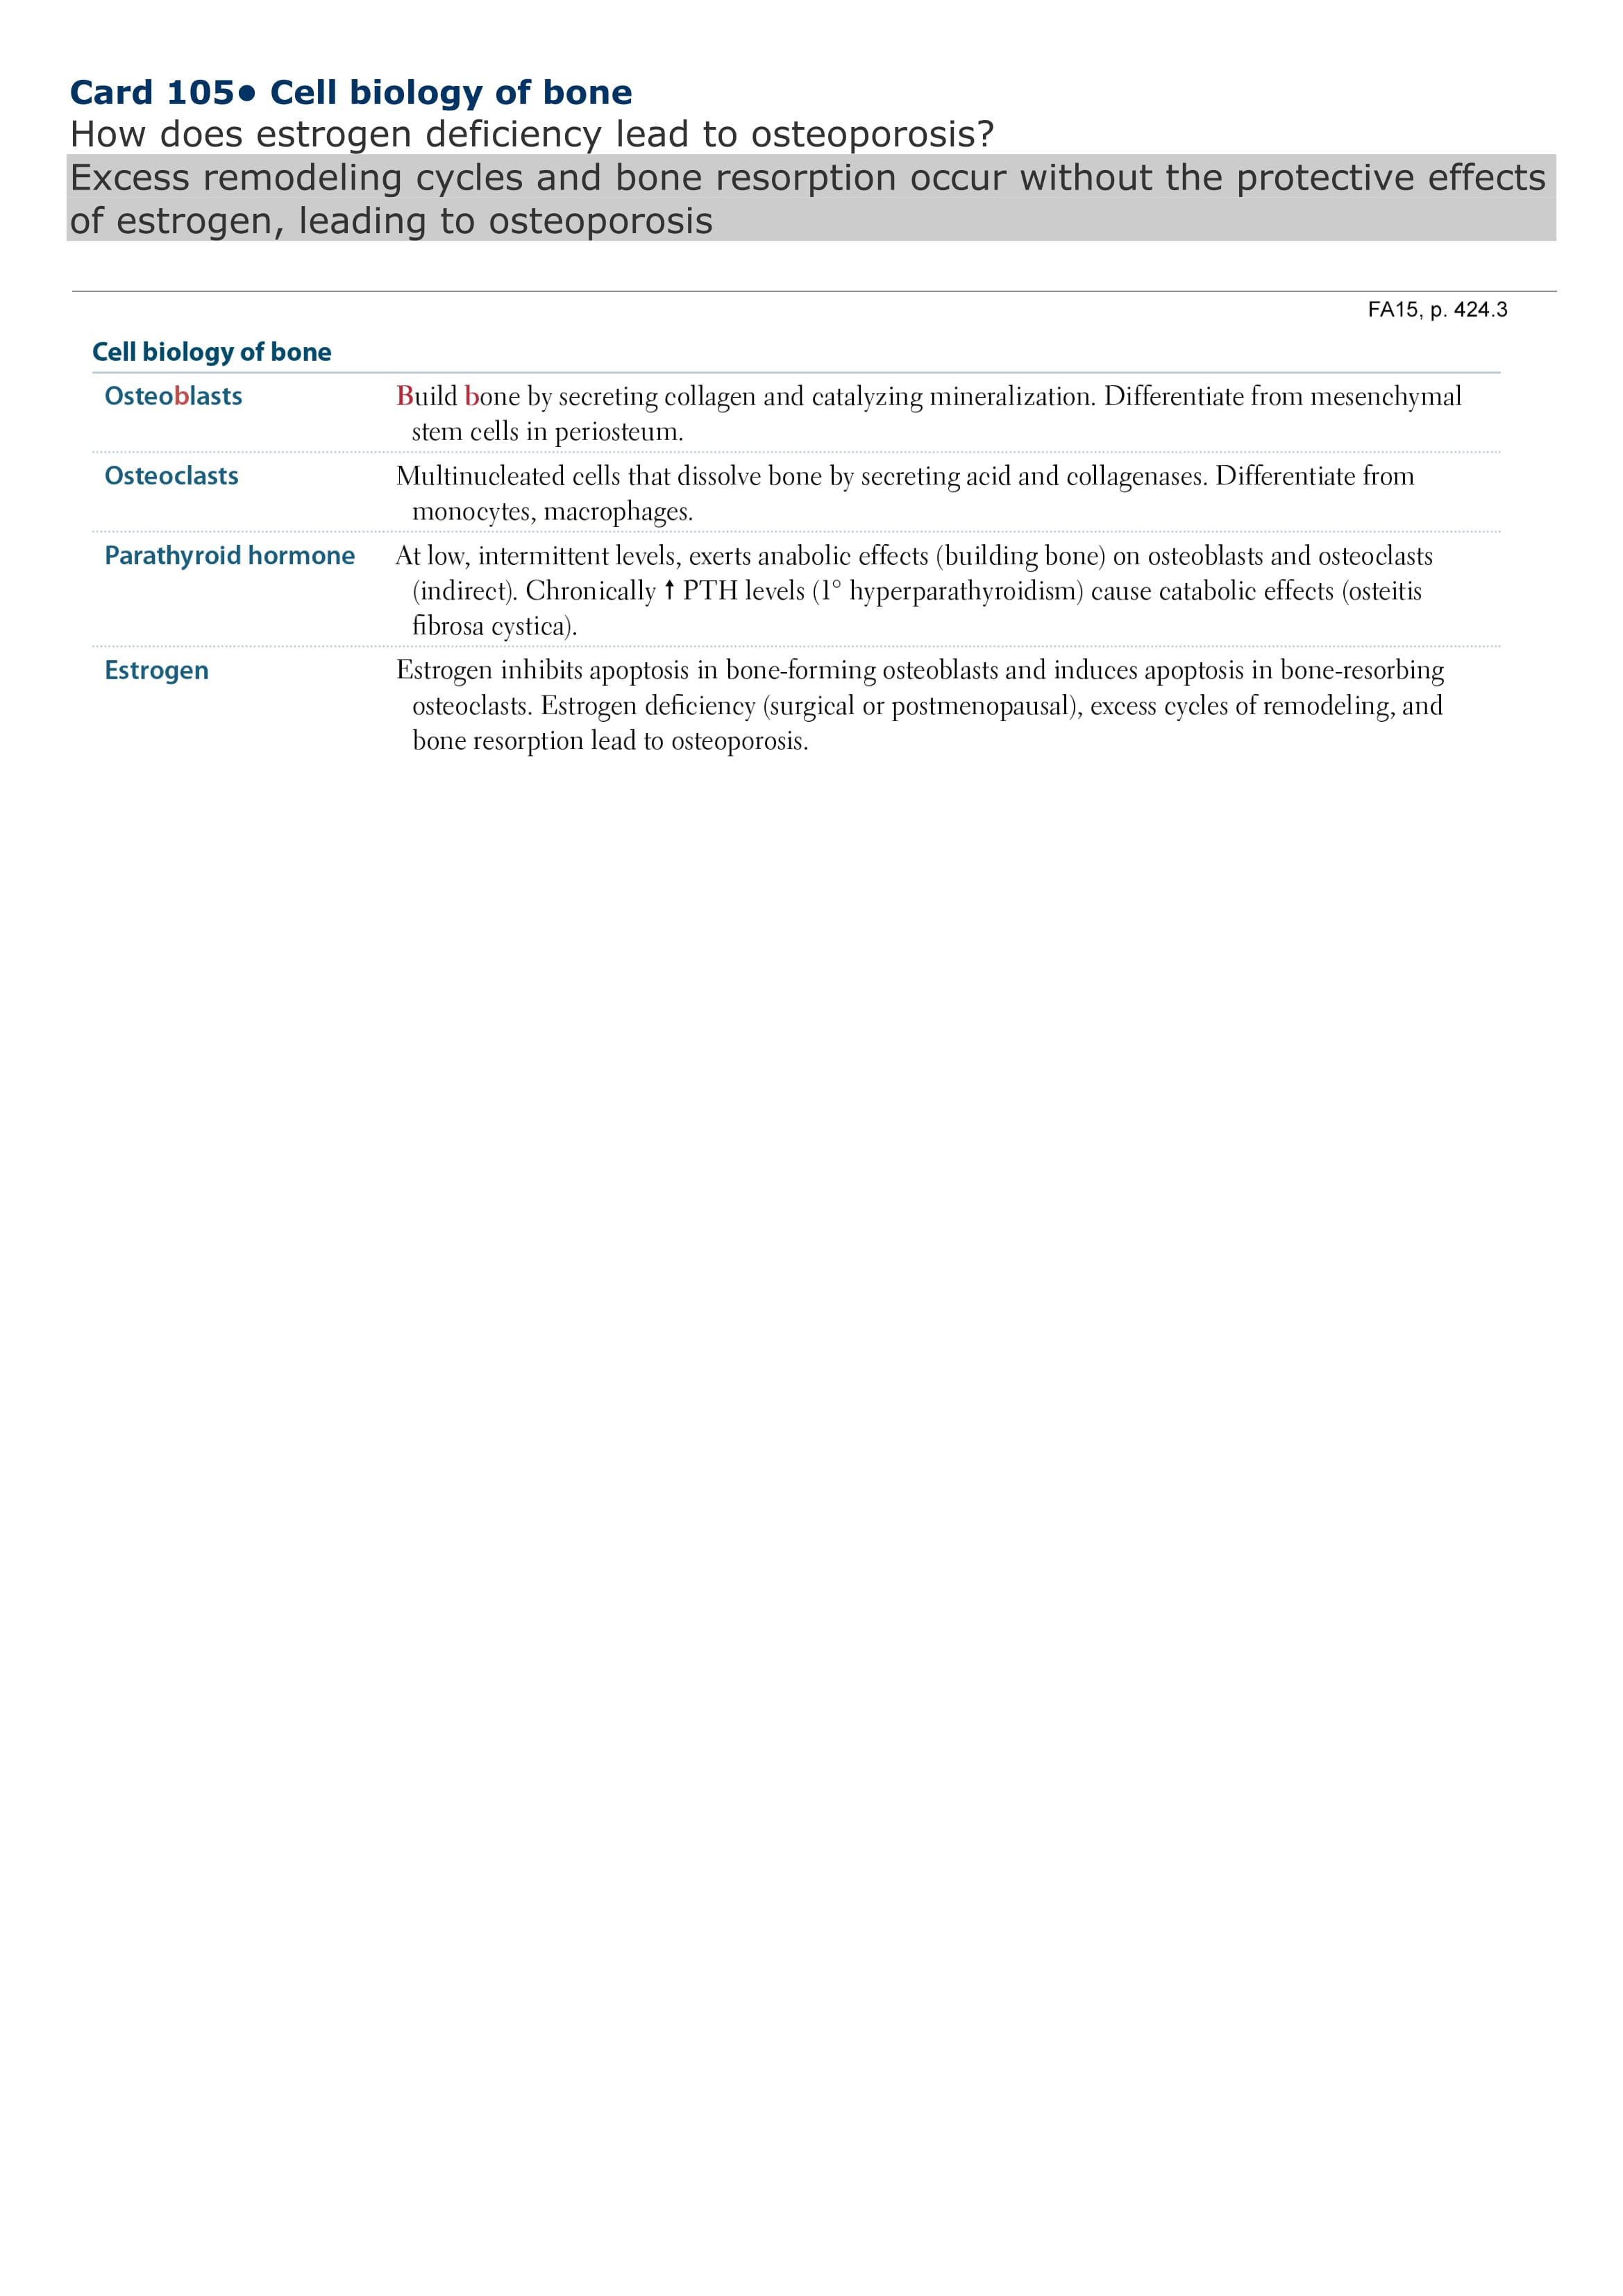 Card 105• Cell biology of bone
How does estrogen deficiency lead to osteoporosis?
Excess remodeling cycles and bone resorption occur without the protective effects
of estrogen, leading to osteoporosis
FA15, p. 424.3
Cell biology of bone
Osteoblasts Build bone by secreting collagen and catalyzing mineralization. Differentiate from mesenchymal
stem cells in periosteum.
Osteoclasts Multinucleated cells that dissolve bone by secreting acid and collagenases. Differentiate from
monocytes, macrophages.
Parathyroid hormone At low, intermittent levels, exerts anabolic effects (building bone) on osteoblasts and osteoclasts
(indirect). Chronically ↑ PTH levels (1° hyperparathyroidism) cause catabolic effects (osteitis
fibrosa cystica).
Estrogen Estrogen inhibits apoptosis in bone-forming osteoblasts and induces apoptosis in bone-resorbing
osteoclasts. Estrogen deficiency (surgical or postmenopausal), excess cycles of remodeling, and
bone resorption lead to osteoporosis.